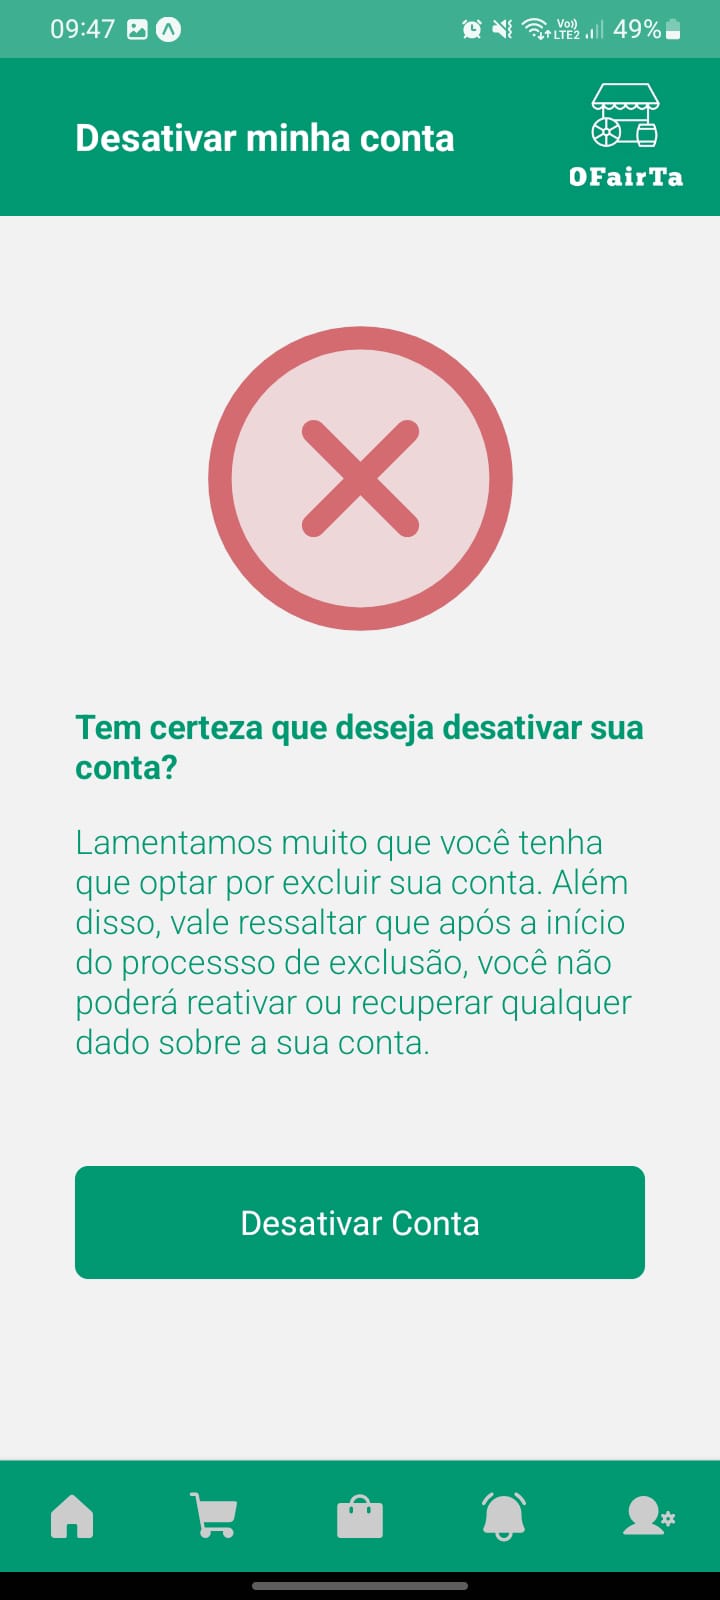 09:47
Vo))
LTE2
49%
Desativar minha conta
OFairTa
Tem certeza que deseja desativar sua
conta?
Lamentamos muito que você tenha
que optar por excluir sua conta. Além
disso, vale ressaltar que após a início
do processso de exclusão, você não
poderá reativar ou recuperar qualquer
dado sobre a sua conta.
Desativar Conta